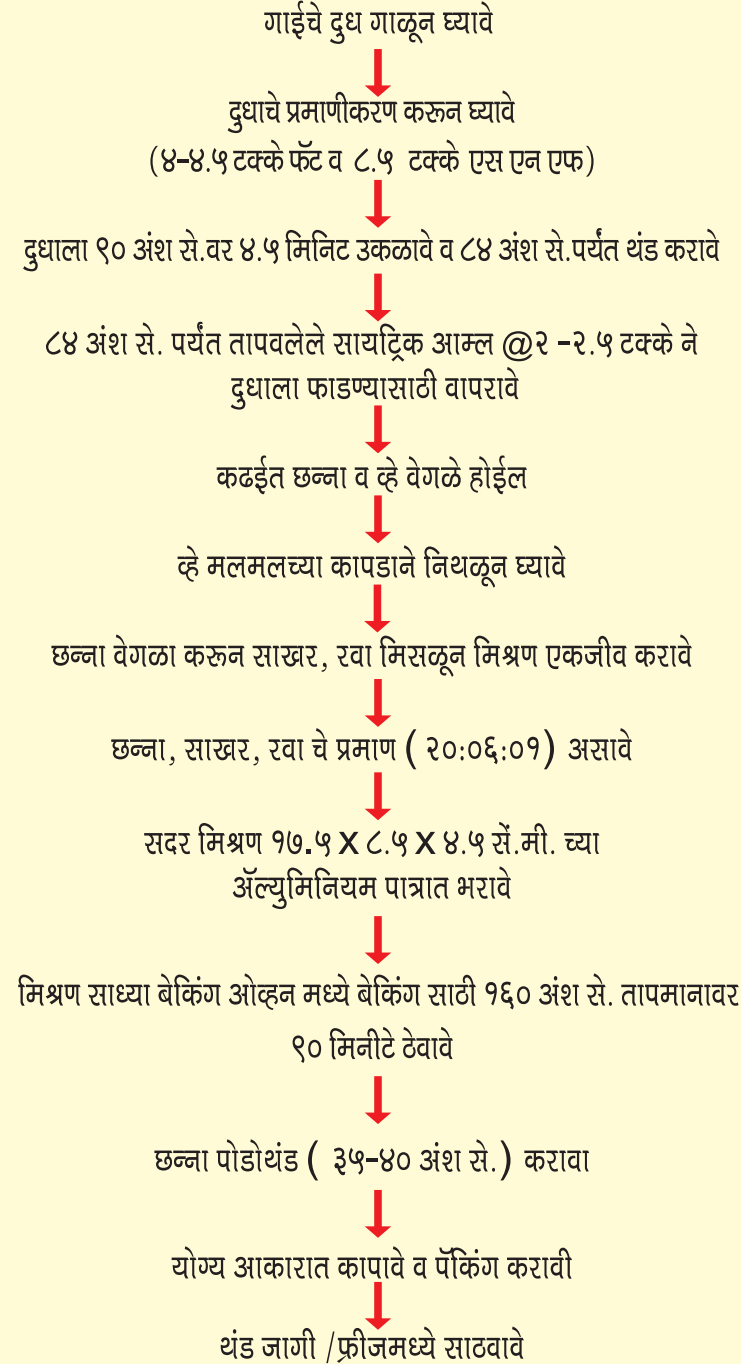 गाईचे दुध गाळून घ्यावे
दुधाचे प्रमाणीकरण करून घ्यावे
(४-४.५ टक्के फॅट व ८.५ टक्के एस एन एफ)
दुधाला ९० अंश से.वर ४.५ मिनिट उकळावे व ८४ अंश से.पर्यंत थंड करावे
८४ अंश से. पर्यंत तापवलेले सायट्रिक आम्ल @२ -२.५ टक्के ने
दुधाला फाडण्यासाठी वापरावे
कढईत छन्ना व व्हे वेगळे होईल
व्हे मलमलच्या कापडाने निथळून घ्यावे
छन्ना वेगळा करून साखर, रवा मिसळून मिश्रण एकजीव करावे
छन्ना, साखर, रवा चे प्रमाण ( २०:०६:०१) असावे
सदर मिश्रण १७.५ X ८.५ X ४.५ सें.मी. च्या
ॲल्युमिनियम पात्रात भरावे
मिश्रण साध्या बेकिंग ओव्हन मध्ये बेकिंग साठी १६० अंश से. तापमानावर
९० मिनीटे ठेवावे
छन्ना पोडोथंड ( ३५-४० अंश से.) करावा
योग्य आकारात कापावे व पॅकिंग करावी
थंड जागी /फ्रीजमध्ये साठवावे